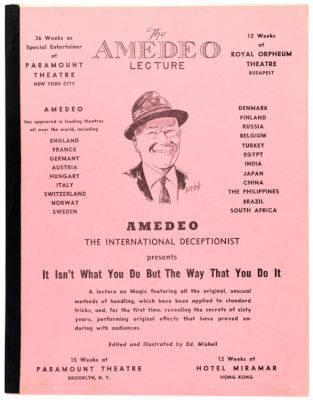 The
AMEDEO
LECTURE
36 Weeks as
Special Entertainer
at
PARAMOUNT
THEATRE
NEW YORK CITY
12 Weeks
at
ROYAL ORPHEUM
THEATRE
BUDAPEST
AMEDEO
has appeared in leading theatres
all over the world, including
ENGLAND
FRANCE
GERMANY
AUSTRIA
HUNGARY
ITALY
SWITZERLAND
NORWAY
SWEDEN
DENMARK
FINLAND
RUSSIA
BELGIUM
TURKEY
EGYPT
INDIA
JAPAN
CHINA
THE PHILIPPINES
BRAZIL
SOUTH AFRICA
AMEDEO
THE INTERNATIONAL DECEPTIONIST
presents
It Isn't What You Do But The Way That You Do It
A lecture on Magic featuring all the original, unusual
methods of handling, which have been applied to standard
tricks, and, for the first time, revealing the secrets of sixty
years, performing original effects that have proved en-
during with audiences.
Edited and illustrated by Ed. Mishell
15 Weeks at
PARAMOUNT THEATRE
BROOKLYN, N. Y.
12 Weeks at
HOTEL MIRAMAR
HONG KONG